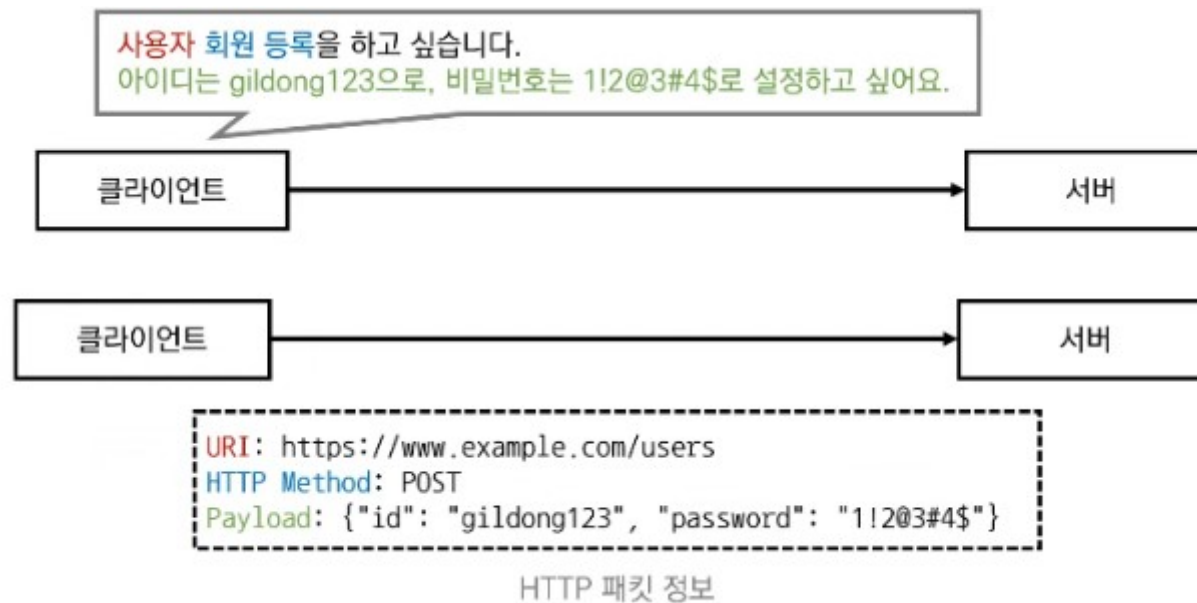 사용자 회원 등록을 하고 싶습니다.
아이디는 gildong123으로, 비밀번호는 1!2@3#4$로 설정하고 싶어요.
클라이언트
서버
클라이언트
서버
URI: https://www.example.com/users
HTTP Method: POST
Payload: {"id": "gildong123", "password": "1!2@3#4$"}
HTTP 패킷 정보